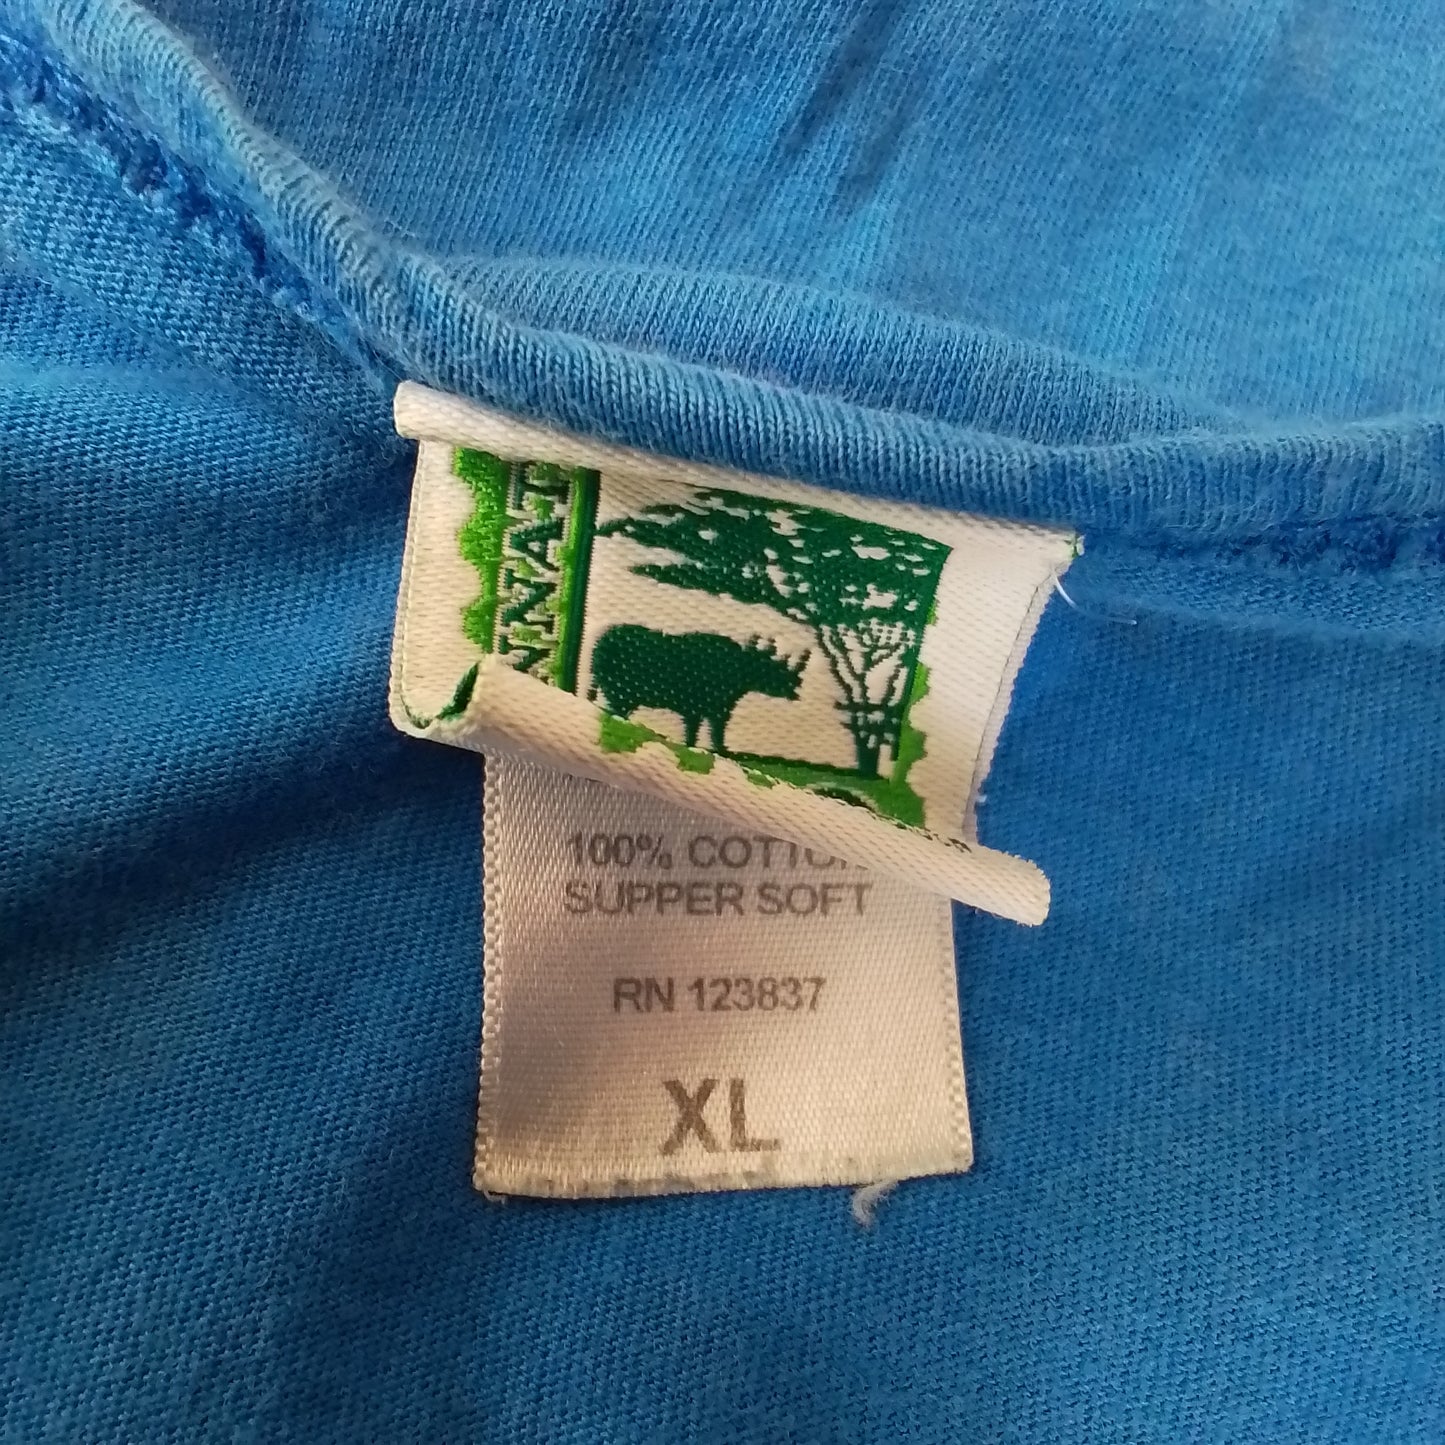 100% COTTON
SUPPER SOFT
RN 123837
XL